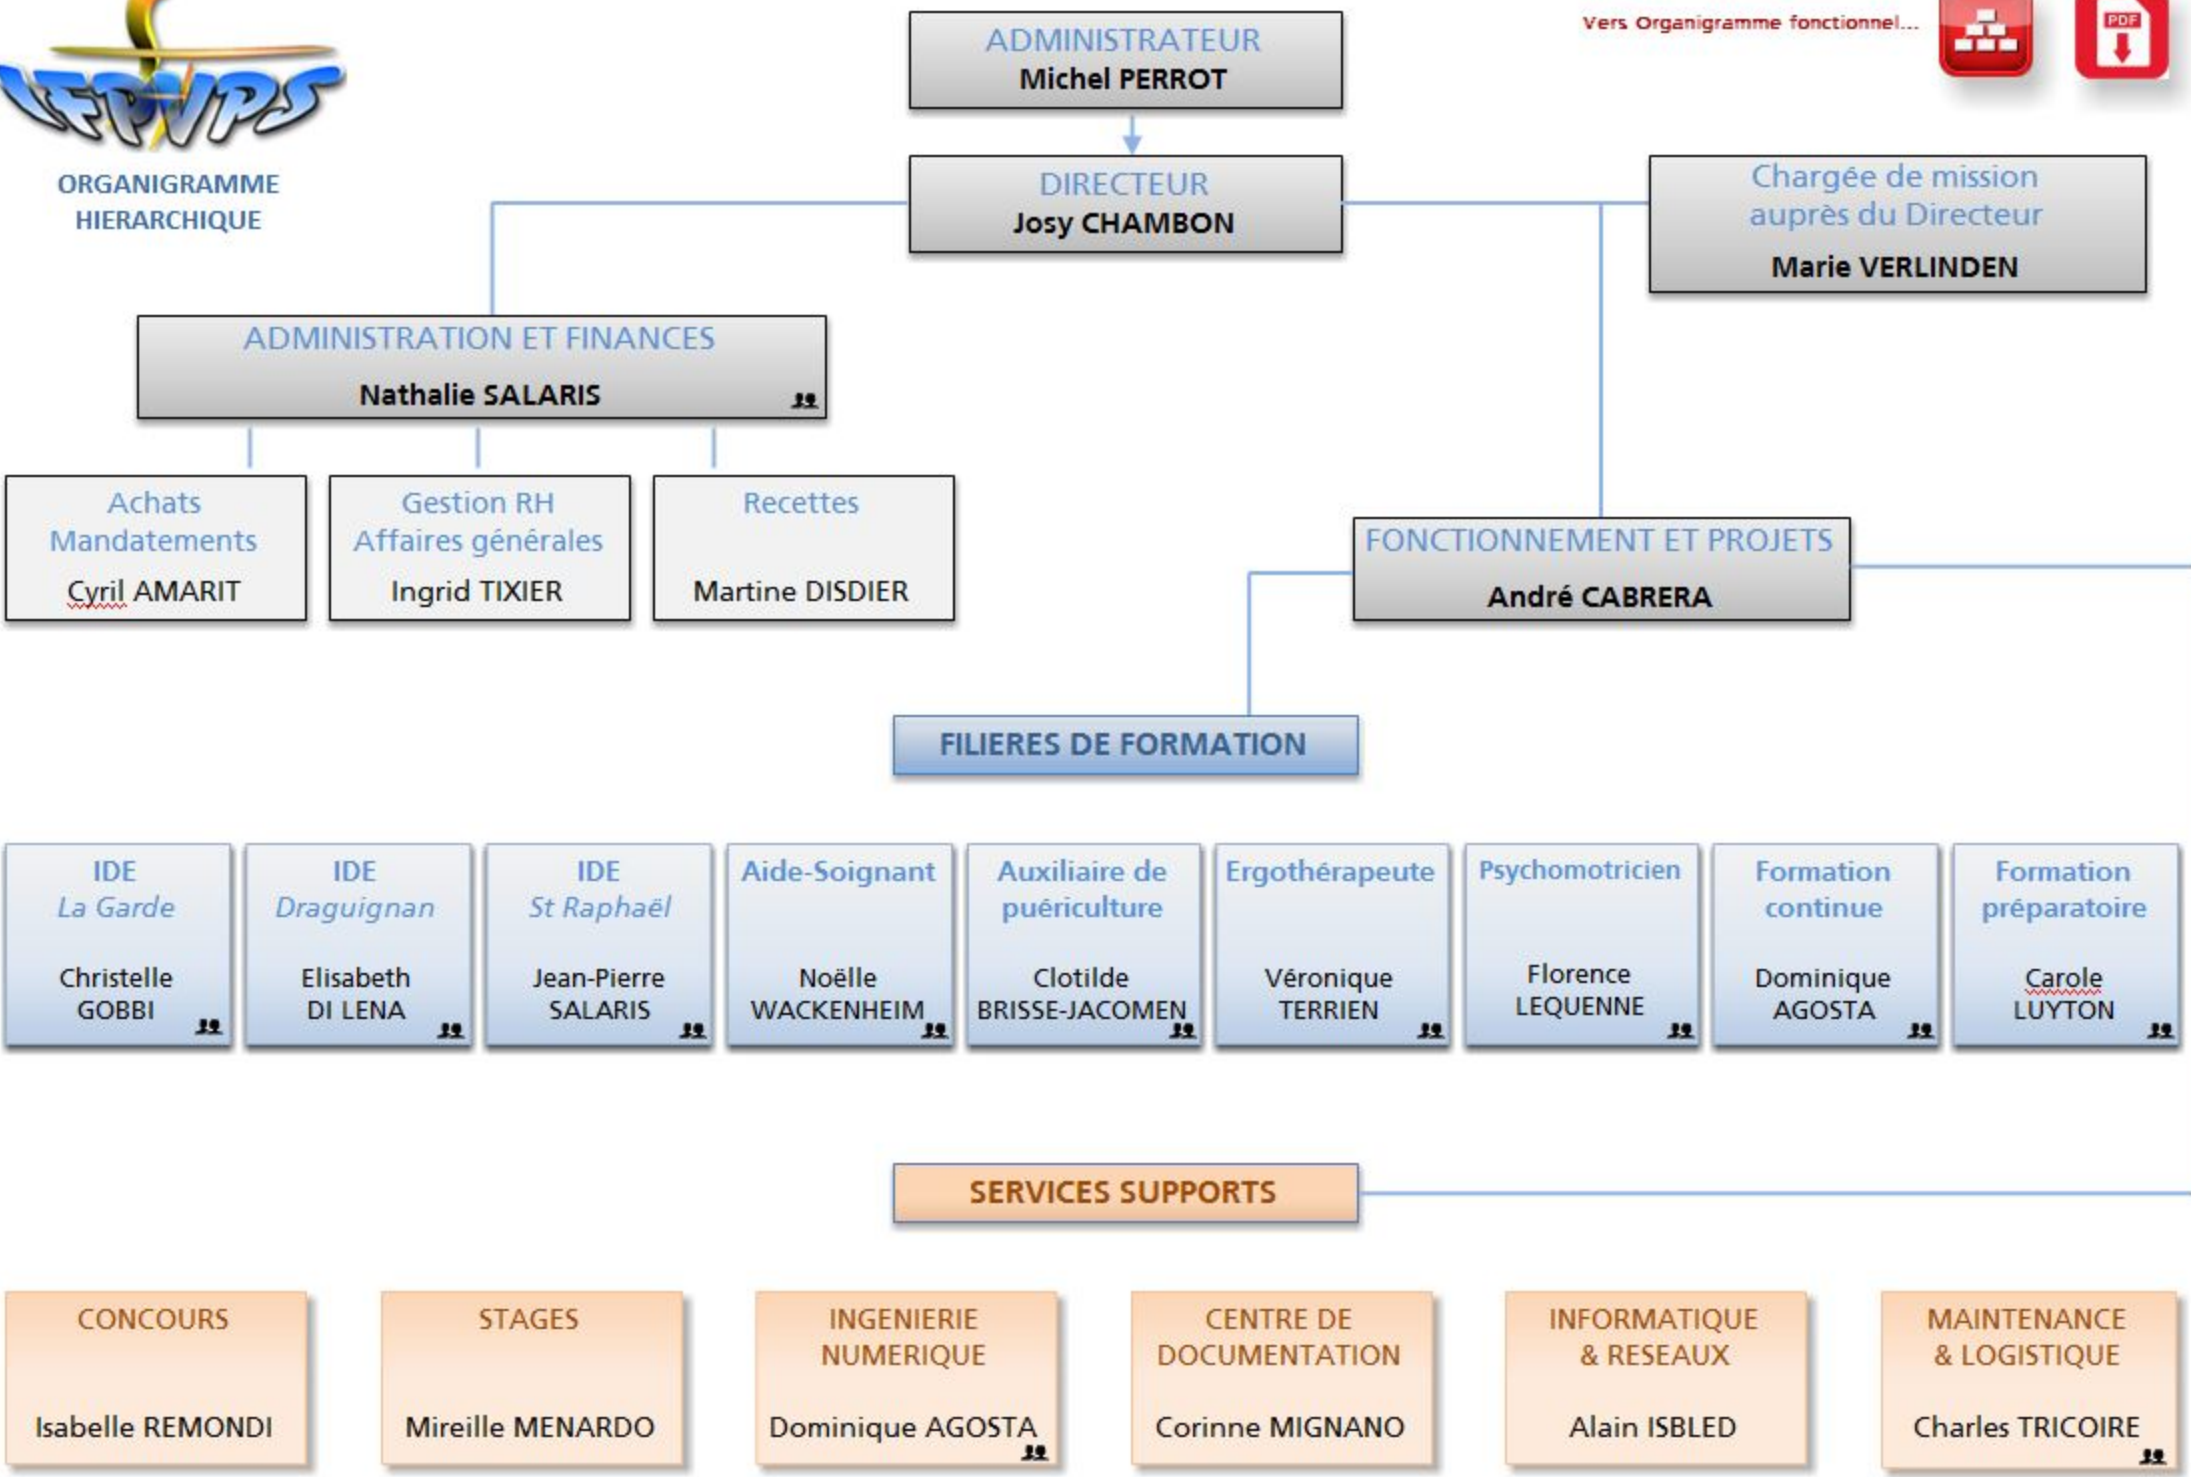 IFPVPS
ORGANIGRAMME
HIERARCHIQUE
ADMINISTRATEUR
Michel PERROT
Vers Organigramme fonctionnel...
PDF
DIRECTEUR
Josy CHAMBON
Chargée de mission
auprès du Directeur
Marie VERLINDEN
ADMINISTRATION ET FINANCES
Nathalie SALARIS
Achats
Mandatements
Cyril AMARIT
Gestion RH
Affaires générales
Ingrid TIXIER
Recettes
Martine DISDIER
FONCTIONNEMENT ET PROJETS
André CABRERA
FILIERES DE FORMATION
IDE
La Garde
Christelle
GOBBI
IDE
Draguignan
Elisabeth
DI LENA
IDE
St Raphaël
Jean-Pierre
SALARIS
Aide-Soignant
Noëlle
WACKENHEIM
Auxiliaire de
puériculture
Clotilde
BRISSE-JACOMEN
Ergothérapeute
Véronique
TERRIEN
Psychomotricien
Florence
LEQUENNE
Formation
continue
Dominique
AGOSTA
Formation
préparatoire
Carole
LUYTON
SERVICES SUPPORTS
CONCOURS
Isabelle REMONDI
STAGES
Mireille MENARDO
INGENIERIE
NUMERIQUE
Dominique AGOSTA
CENTRE DE
DOCUMENTATION
Corinne MIGNANO
INFORMATIQUE
& RESEAUX
Alain ISBLED
MAINTENANCE
& LOGISTIQUE
Charles TRICOIRE